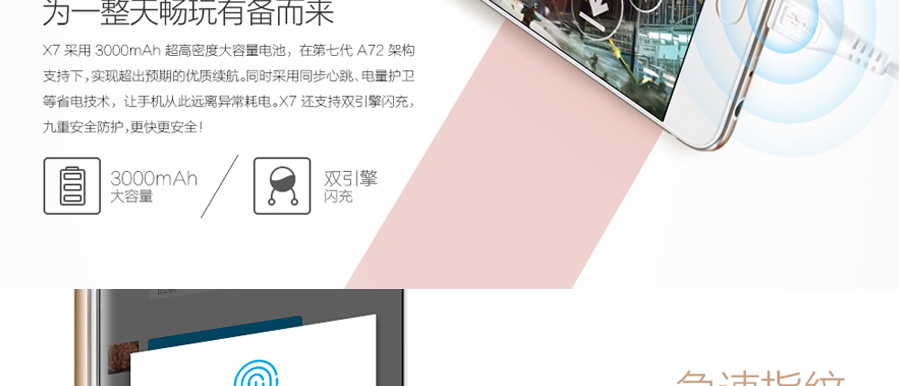 为一整天畅玩有备而来
X7 采用 3000mAh 超高密度大容量电池，在第七代 A72 架构
支持下，实现超出预期的优质续航。同时采用同步心跳、电量护卫
等省电技术，让手机从此远离异常耗电。X7 还支持双引擎闪充，
九重安全防护，更快更安全！
3000mAh
大容量
双引擎
闪充
急速指纹